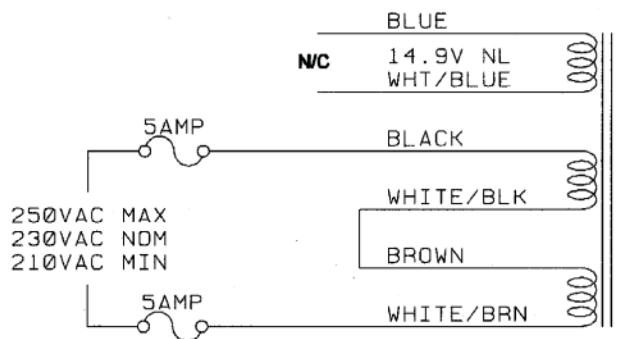 BLUE
N/C 14.9V NL
WHT/BLUE
5AMP
BLACK
WHITE/BLK
250VAC MAX
230VAC NOM
210VAC MIN
BROWN
5AMP
WHITE/BRN